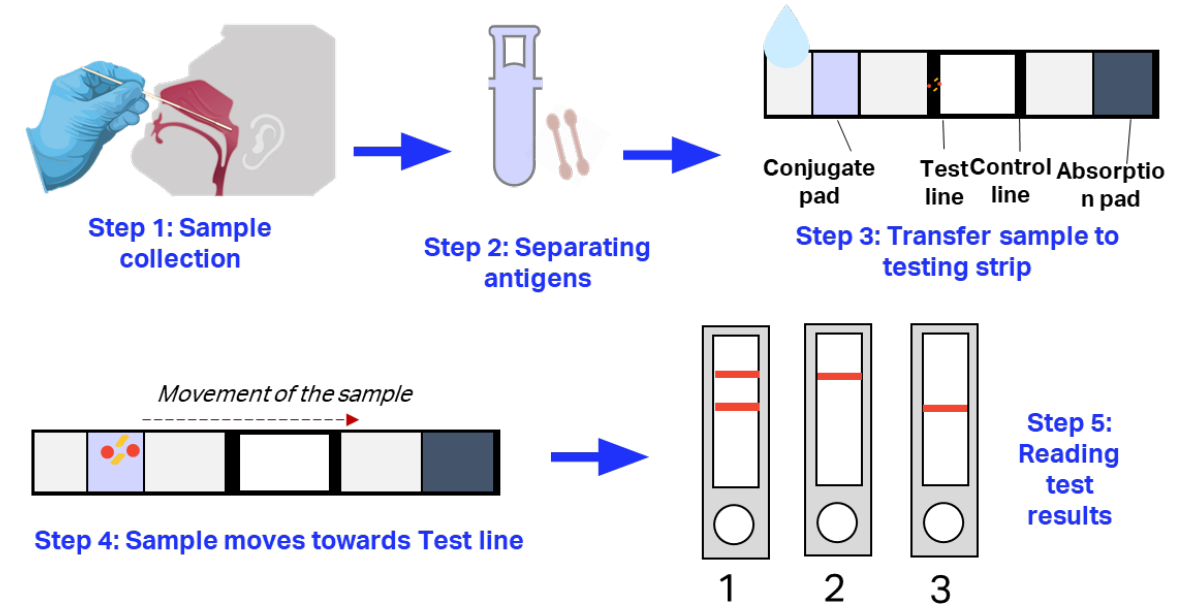 Step 1: Sample
collection
Step 2: Separating
antigens
Conjugate
pad
Test
line
Control
line
Absorptio
n pad
Step 3: Transfer sample to
testing strip
Movement of the sample
Step 4: Sample moves towards Test line
1
2
3
Step 5:
Reading
test
results